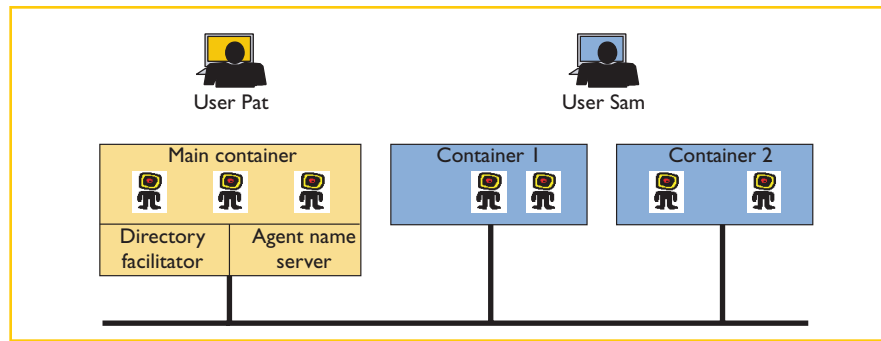 User Pat
User Sam
Main container
Container 1
Container 2
Directory
facilitator
Agent name
server